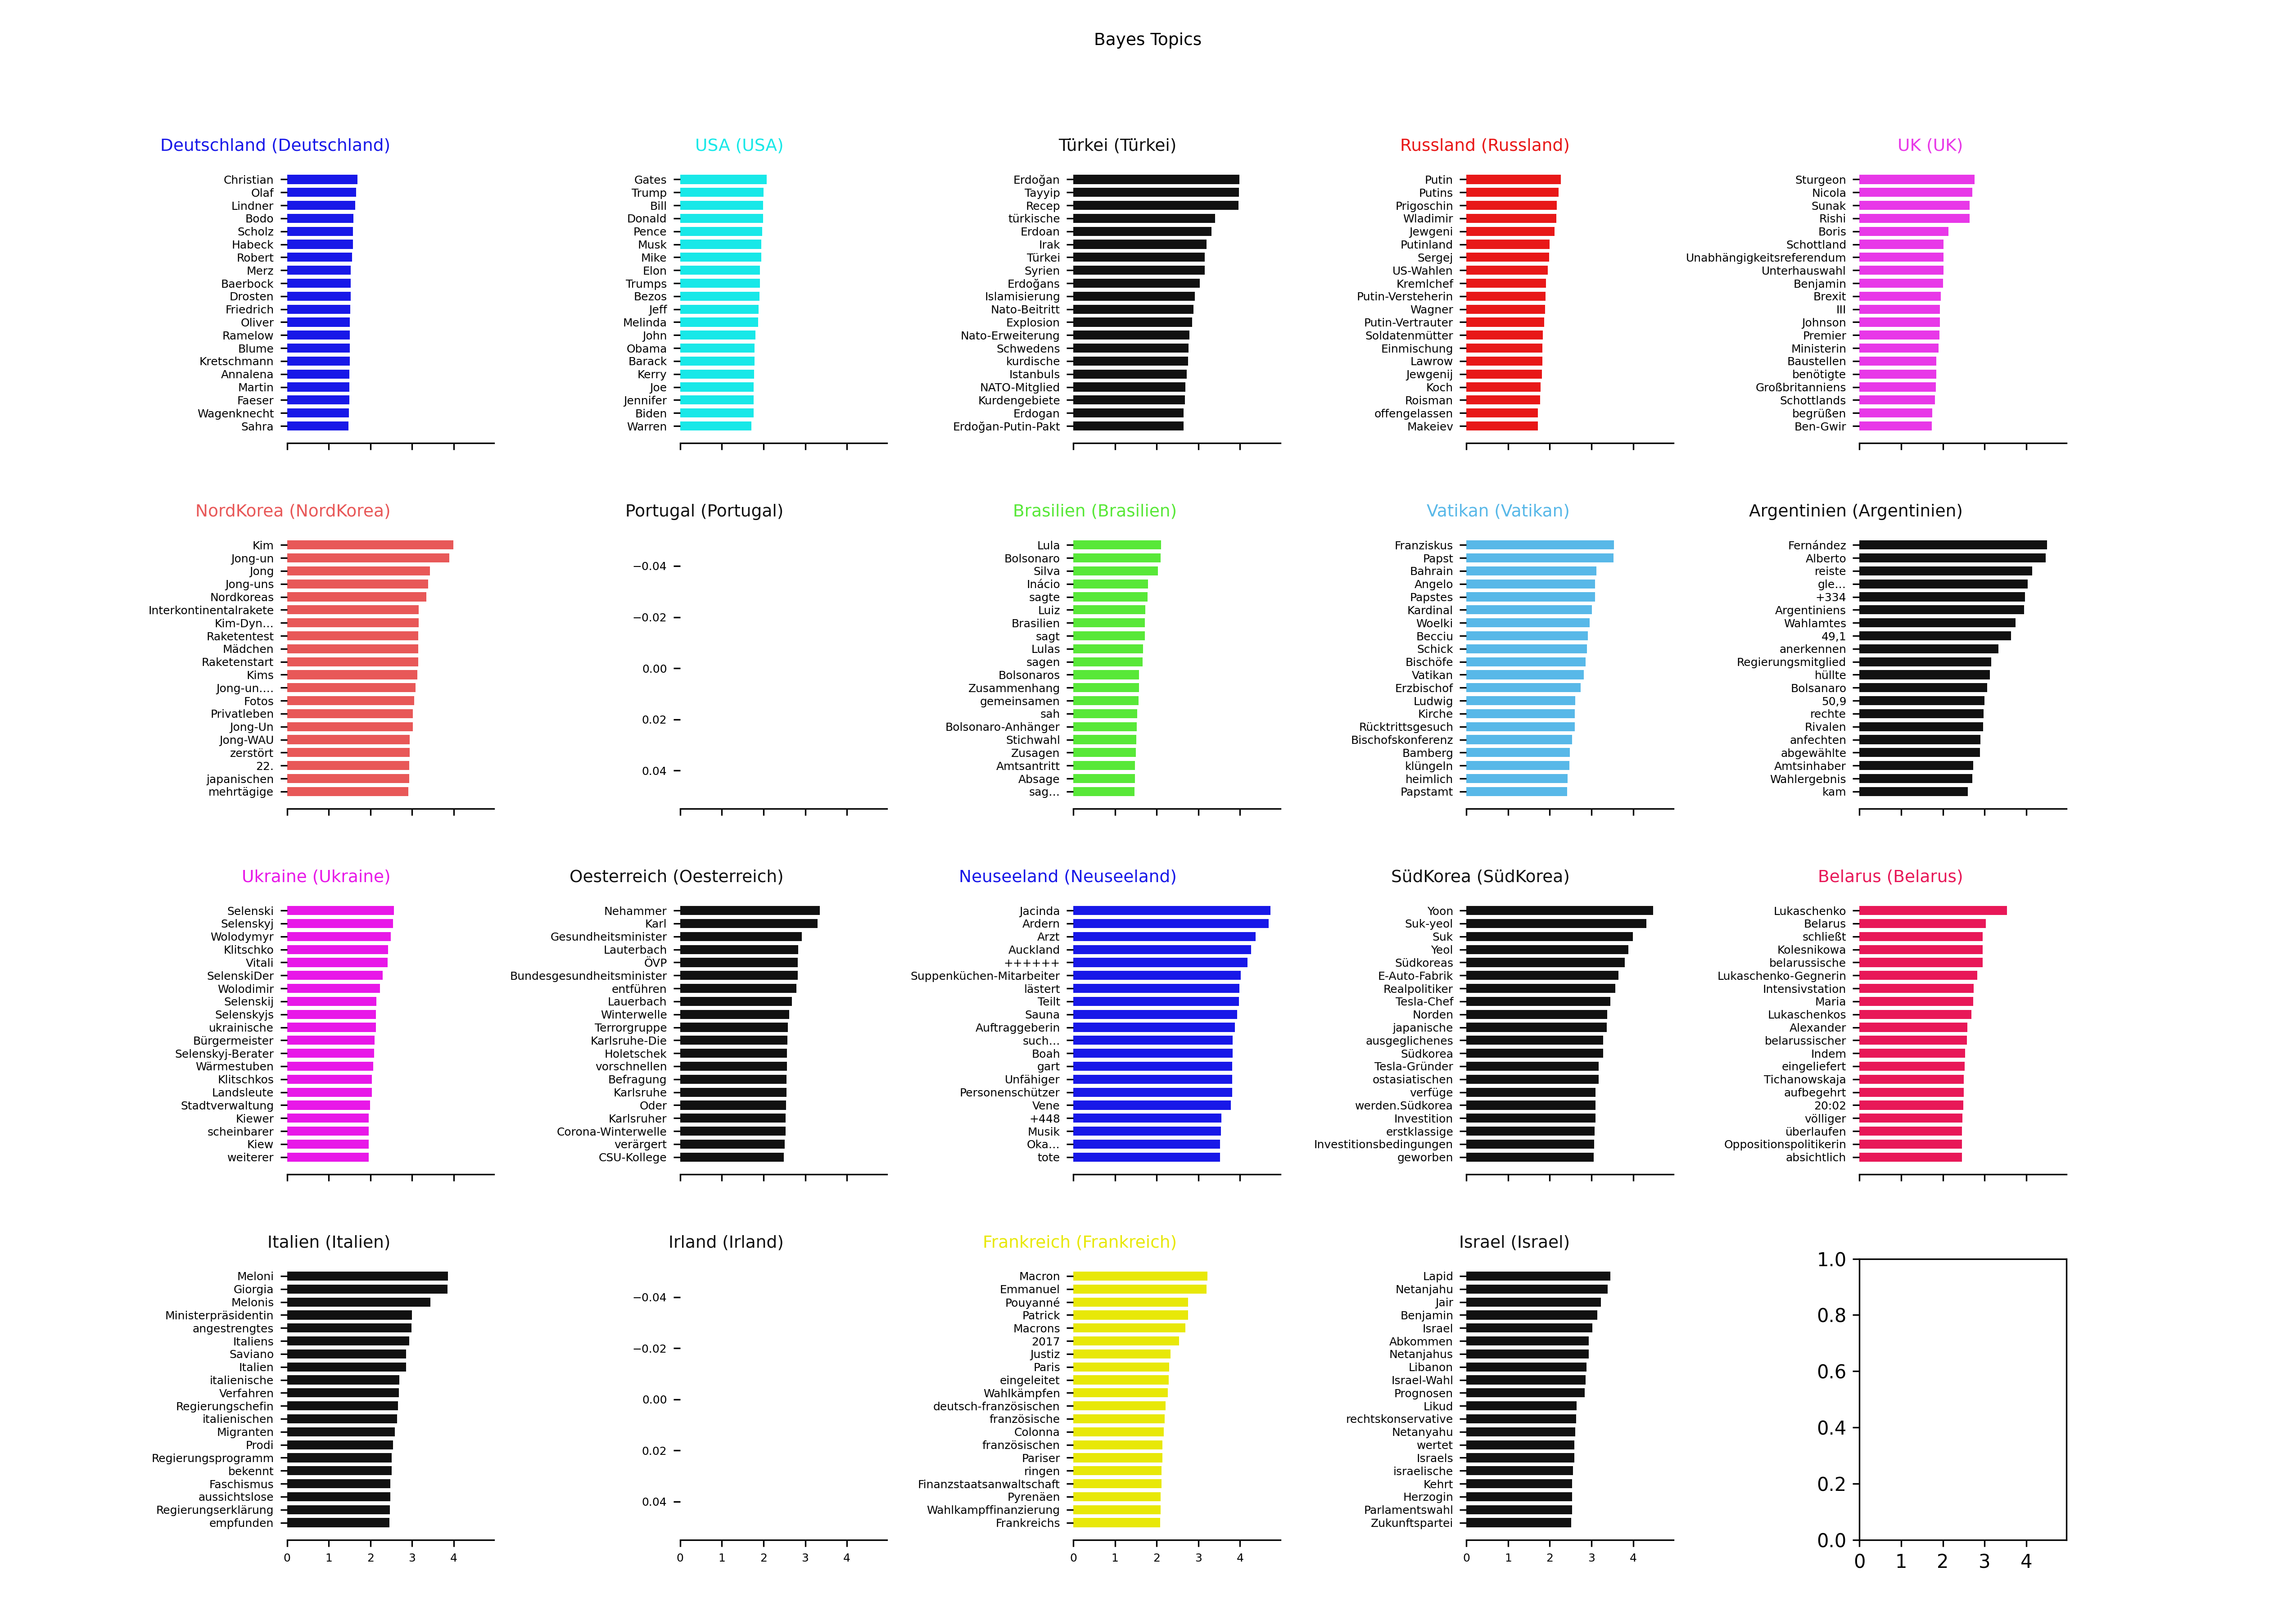 Bayes Topics
Deutschland (Deutschland)
Christian
Olaf
Lindner
Bodo
Scholz
Habeck
Robert
Merz
Baerbock
Drosten
Friedrich
Oliver
Ramelow
Blume
Kretschmann
Annalena
Martin
Faeser
Wagenknecht
Sahra
USA (USA)
Gates
Trump
Bill
Donald
Pence
Musk
Mike
Elon
Trumps
Bezos
Jeff
Melinda
John
Obama
Barack
Kerry
Joe
Jennifer
Biden
Warren
Türkei (Türkei)
Erdoğan
Tayyip
Recep
türkische
Erdoan
Irak
Türkei
Syrien
Erdoğans
Islamisierung
Nato-Beitritt
Explosion
Nato-Erweiterung
Schwedens
kurdische
Istanbuls
NATO-Mitglied
Kurdengebiete
Erdogan
Erdoğan-Putin-Pakt
Russland (Russland)
Putin
Putins
Prigoschin
Wladimir
Jewgeni
Putinland
Sergej
US-Wahlen
Kremlchef
Putin-Versteherin
Wagner
Putin-Vertrauter
Soldatenmütter
Einmischung
Lawrow
Jewgenij
Koch
Roisman
offengelassen
Makeiev
UK (UK)
Sturgeon
Nicola
Sunak
Rishi
Boris
Schottland
Unabhängigkeitsreferendum
Unterhauswahl
Benjamin
Brexit
III
Johnson
Premier
Ministerin
Baustellen
benötigte
Großbritanniens
Schottlands
begrüßen
Ben-Gwir
NordKorea (NordKorea)
Kim
Jong-un
Jong
Jong-uns
Nordkoreas
Interkontinentalrakete
Kim-Dyn...
Raketentest
Mädchen
Raketenstart
Kims
Jong-un....
Fotos
Privatleben
Jong-Un
Jong-WAU
zerstört
22.
japanischen
mehrtägige
Portugal (Portugal)
−0.04
−0.02
0.00
0.02
0.04
Brasilien (Brasilien)
Lula
Bolsonaro
Silva
Inácio
sagte
Luiz
Brasilien
sagt
Lulas
sagen
Bolsonaros
Zusammenhang
gemeinsamen
sah
Bolsonaro-Anhänger
Stichwahl
Zusagen
Amtsantritt
Absage
sag...
Vatikan (Vatikan)
Franziskus
Papst
Bahrain
Angelo
Papstes
Kardinal
Woelki
Becciu
Schick
Bischöfe
Vatikan
Erzbischof
Ludwig
Kirche
Rücktrittsgesuch
Bischofskonferenz
Bamberg
klüngeln
heimlich
Papstamt
Argentinien (Argentinien)
Fernández
Alberto
reiste
gle...
+334
Argentiniens
Wahlamtes
49,1
anerkennen
Regierungsmitglied
hüllte
Bolsanaro
50,9
rechte
Rivalen
anfechten
abgewählte
Amtsinhaber
Wahlergebnis
kam
Ukraine (Ukraine)
Selenski
Selenskyj
Wolodymyr
Klitschko
Vitali
SelenskiDer
Wolodimir
Selenskij
Selenskyjs
ukrainische
Bürgermeister
Selenskyj-Berater
Wärmestuben
Klitschkos
Landsleute
Stadtverwaltung
Kiewer
scheinbarer
Kiew
weiterer
Oesterreich (Oesterreich)
Nehammer
Karl
Gesundheitsminister
Lauterbach
ÖVP
Bundesgesundheitsminister
entführen
Lauerbach
Winterwelle
Terrorgruppe
Karlsruhe-Die
Holetschek
vorschnellen
Befragung
Karlsruhe
Oder
Karlsruher
Corona-Winterwelle
verärgert
CSU-Kollege
Neuseeland (Neuseeland)
Jacinda
Ardern
Arzt
Auckland
++++++
Suppenküchen-Mitarbeiter
lästert
Teilt
Sauna
Auftraggeberin
such...
Boah
gart
Unfähiger
Personenschützer
Vene
+448
Musik
Oka...
tote
SüdKorea (SüdKorea)
Yoon
Suk-yeol
Suk
Yeol
Südkoreas
E-Auto-Fabrik
Realpolitiker
Tesla-Chef
Norden
japanische
ausgeglichenes
Südkorea
Tesla-Gründer
ostasiatischen
verfüge
werden.Südkorea
Investition
erstklassige
Investitionsbedingungen
geworben
Belarus (Belarus)
Lukaschenko
Belarus
schließt
Kolesnikowa
belarussische
Lukaschenko-Gegnerin
Intensivstation
Maria
Lukaschenkos
Alexander
belarussischer
Indem
eingeliefert
Tichanowskaja
aufbegehrt
20:02
völliger
überlaufen
Oppositionspolitikerin
absichtlich
Italien (Italien)
Meloni
Giorgia
Melonis
Ministerpräsidentin
angestrengtes
Italiens
Saviano
Italien
italienische
Verfahren
Regierungschefin
italienischen
Migranten
Prodi
Regierungsprogramm
bekennt
Faschismus
aussichtslose
Regierungserklärung
empfunden
0 1 2 3 4
Irland (Irland)
−0.04
−0.02
0.00
0.02
0.04
0 1 2 3 4
Frankreich (Frankreich)
Macron
Emmanuel
Pouyanné
Patrick
Macrons
2017
Justiz
Paris
eingeleitet
Wahlkämpfen
deutsch-französischen
französische
Colonna
französischen
Pariser
ringen
Finanzstaatsanwaltschaft
Pyrenäen
Wahlkampffinanzierung
Frankreichs
0 1 2 3 4
Israel (Israel)
Lapid
Netanjahu
Jair
Benjamin
Israel
Abkommen
Netanjahus
Libanon
Israel-Wahl
Prognosen
Likud
rechtskonservative
Netanyahu
wertet
Israels
israelische
Kehrt
Herzogin
Parlamentswahl
Zukunftspartei
0 1 2 3 4
1.0
0.8
0.6
0.4
0.2
0.0
0 1 2 3 4